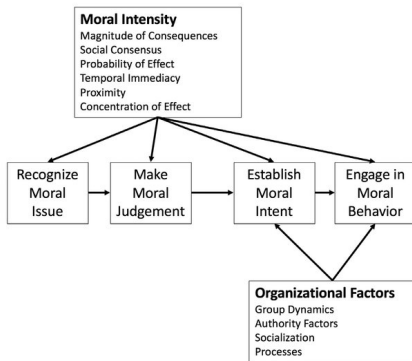 Moral Intensity
Magnitude of Consequences
Social Consensus
Probability of Effect
Temporal Immediacy
Proximity
Concentration of Effect
Recognize
Moral
Issue
Make
Moral
Judgement
Establish
Moral
Intent
Engage in
Moral
Behavior
Organizational Factors
Group Dynamics
Authority Factors
Socialization
Processes